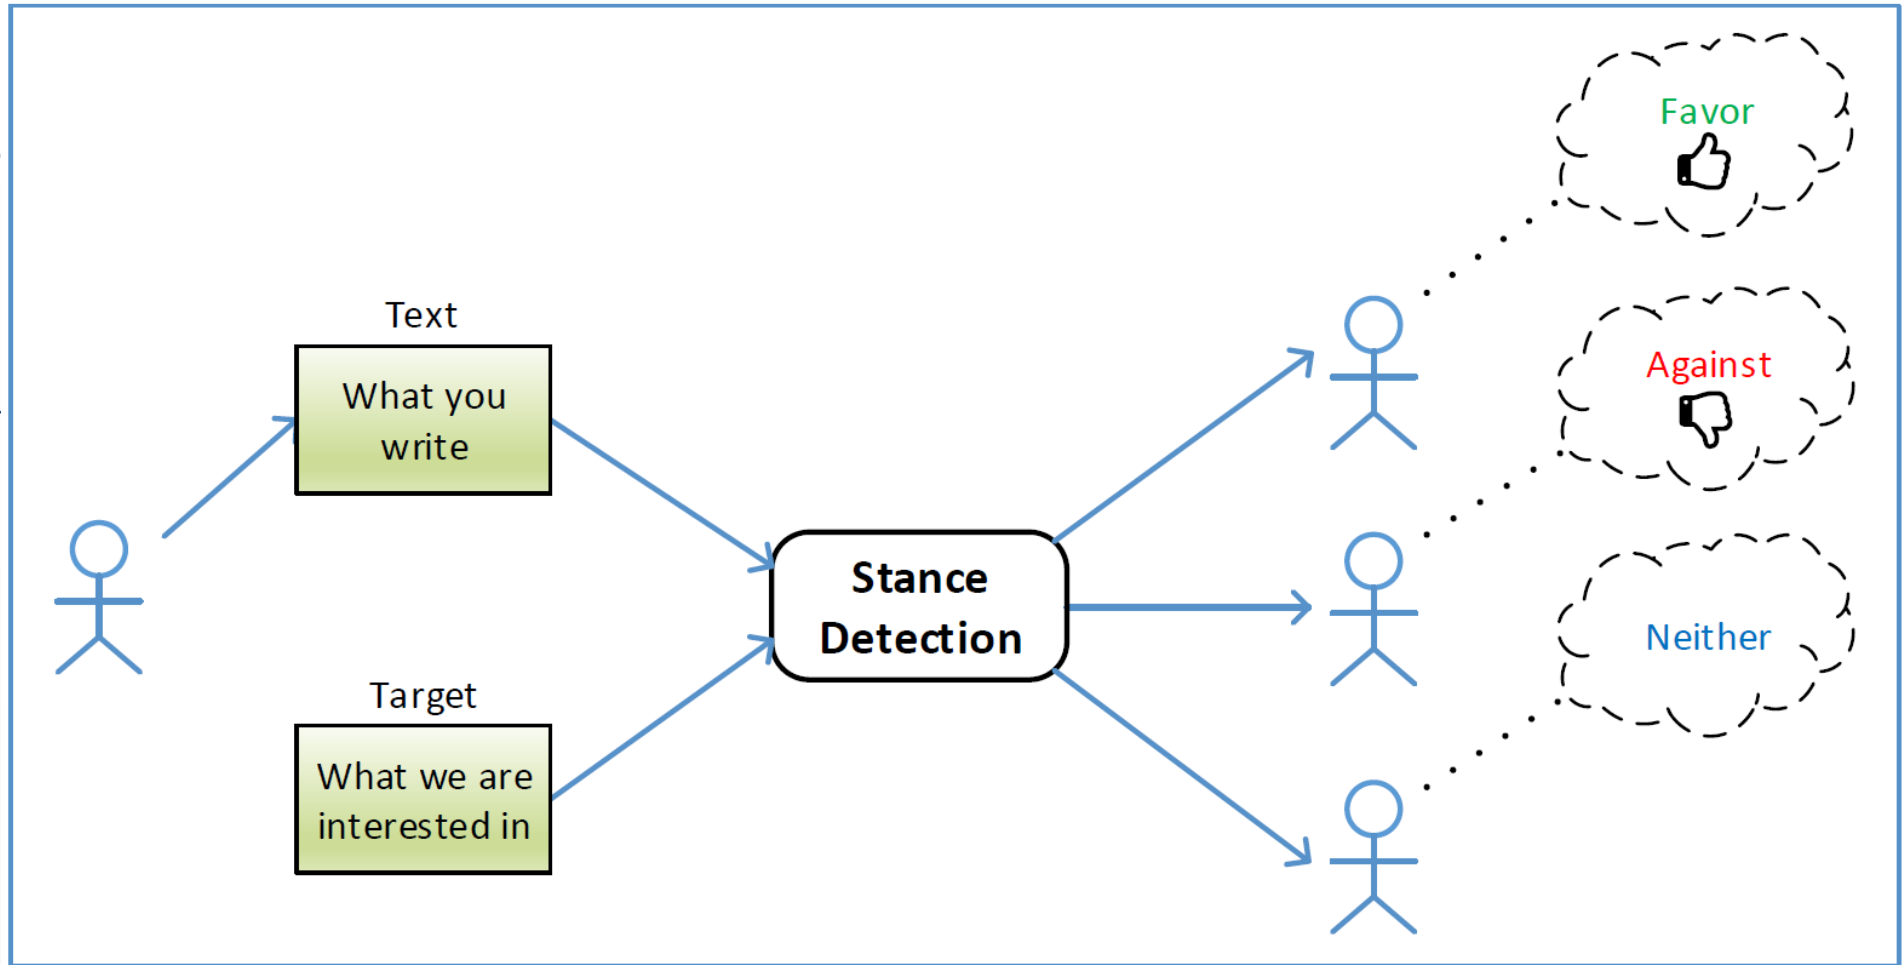 Text
What you
write
Target
What we are
interested in
Stance
Detection
Favor
Against
Neither